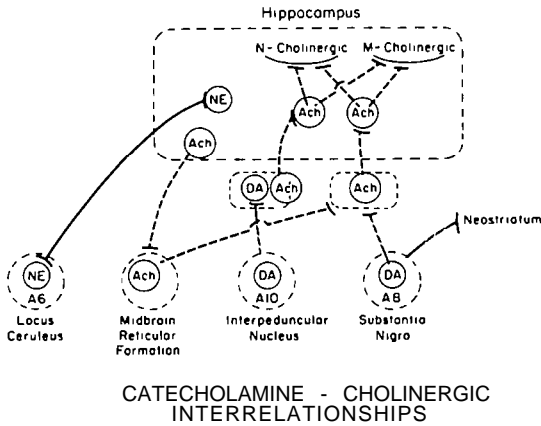 Hippocampus
N - Cholinergic M - Cholinergic
NE
Ach Ach
Ach
DA Ach Ach
Neostriatum
NE Ach DA DA
A6 A10 A8
Locus Ceruleus
Midbrain Reticular Formation
Interpeduncular Nucleus
Substantia Nigra
CATECHOLAMINE - CHOLINERGIC
INTERRELATIONSHIPS